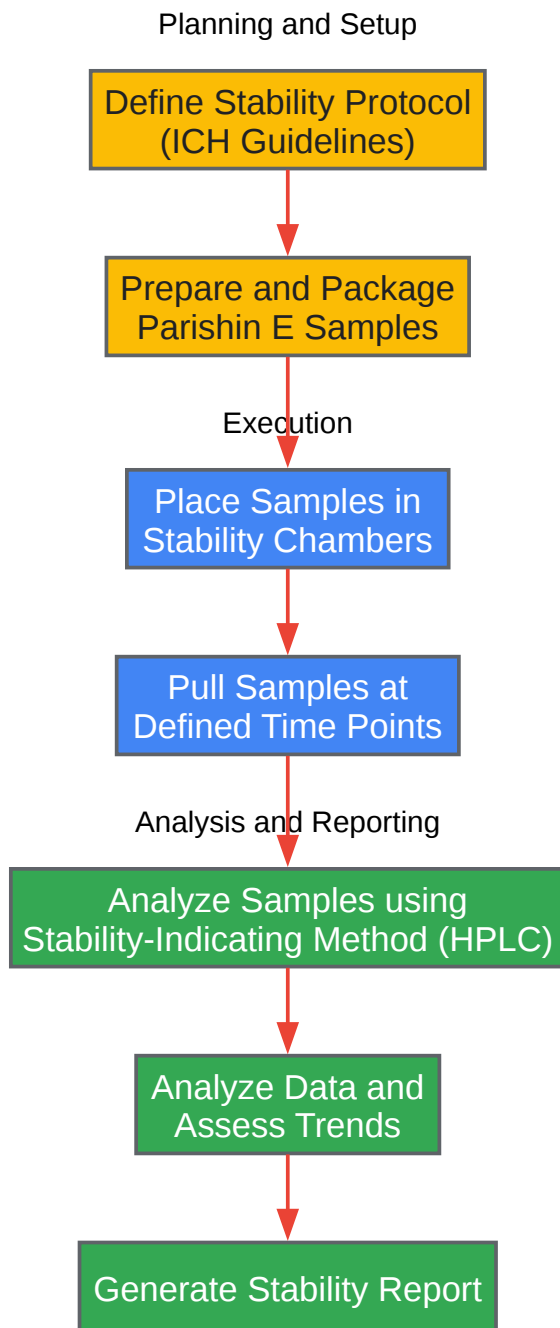 Planning and Setup
Define Stability Protocol
(ICH Guidelines)
Prepare and Package
Parishin E Samples
Execution
Place Samples in
Stability Chambers
Pull Samples at
Defined Time Points
Analysis and Reporting
Analyze Samples using
Stability-Indicating Method (HPLC)
Analyze Data and
Assess Trends
Generate Stability Report